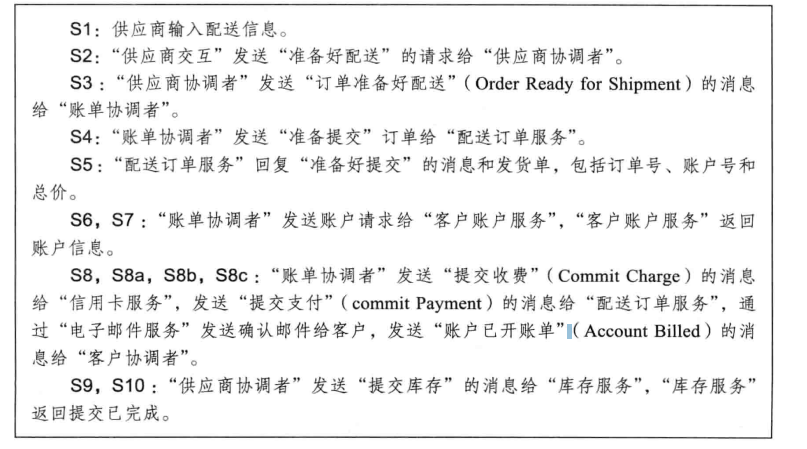 S1：供应商输入配送信息。
S2：“供应商交互”发送“准备好配送”的请求给“供应商协调者”。
S3：“供应商协调者”发送“订单准备好配送”（Order Ready for Shipment）的消息
给“账单协调者”。
S4：“账单协调者”发送“准备提交”订单给“配送订单服务”。
S5：“配送订单服务”回复“准备好提交”的消息和发货单，包括订单号、账户号和
总价。
S6，S7：“账单协调者”发送账户请求给“客户账户服务”，“客户账户服务”返回
账户信息。
S8，S8a，S8b，S8c：“账单协调者”发送“提交收费”（Commit Charge）的消息
给“信用卡服务”，发送“提交支付”（commit Payment）的消息给“配送订单服务”，通
过“电子邮件服务”发送确认邮件给客户，发送“账户已开账单”（Account Billed）的消
息给“客户协调者”。
S9，S10：“供应商协调者”发送“提交库存”的消息给“库存服务”，“库存服务”
返回提交已完成。